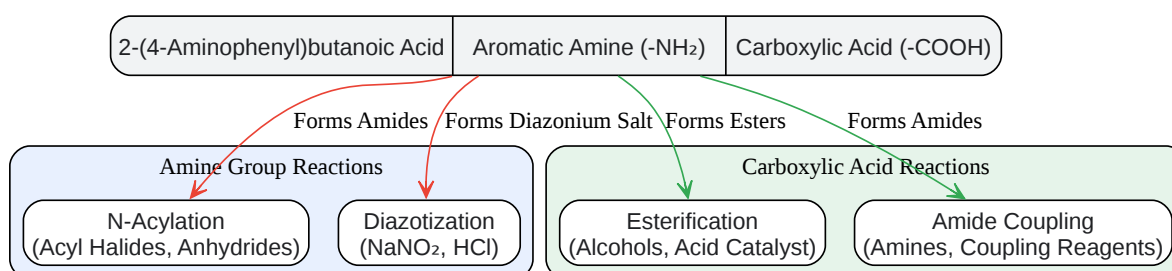 2-(4-Aminophenyl)butanoic Acid
Aromatic Amine (-NH₂)
Carboxylic Acid (-COOH)
Forms Amides
Forms Diazonium Salt
Forms Esters
Forms Amides
Amine Group Reactions
Carboxylic Acid Reactions
N-Acylation
(Acyl Halides, Anhydrides)
Diazotization
(NaNO₂, HCl)
Esterification
(Alcohols, Acid Catalyst)
Amide Coupling
(Amines, Coupling Reagents)